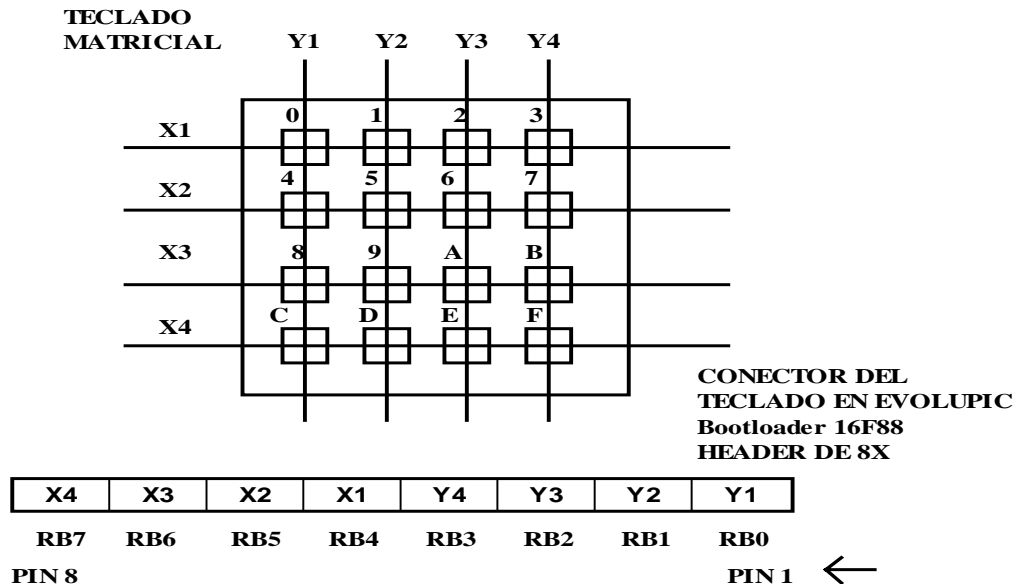 TECLADO
MATRICIAL
Y1 Y2 Y3 Y4
0 1 2 3
X1
4 5 6 7
X2
8 9 A B
X3
C D E F
X4
CONECTOR DEL
TECLADO EN EVOLUPIC
Bootloader 16F88
HEADER DE 8X
X4 X3 X2 X1 Y4 Y3 Y2 Y1
RB7 RB6 RB5 RB4 RB3 RB2 RB1 RB0
PIN 8 PIN 1